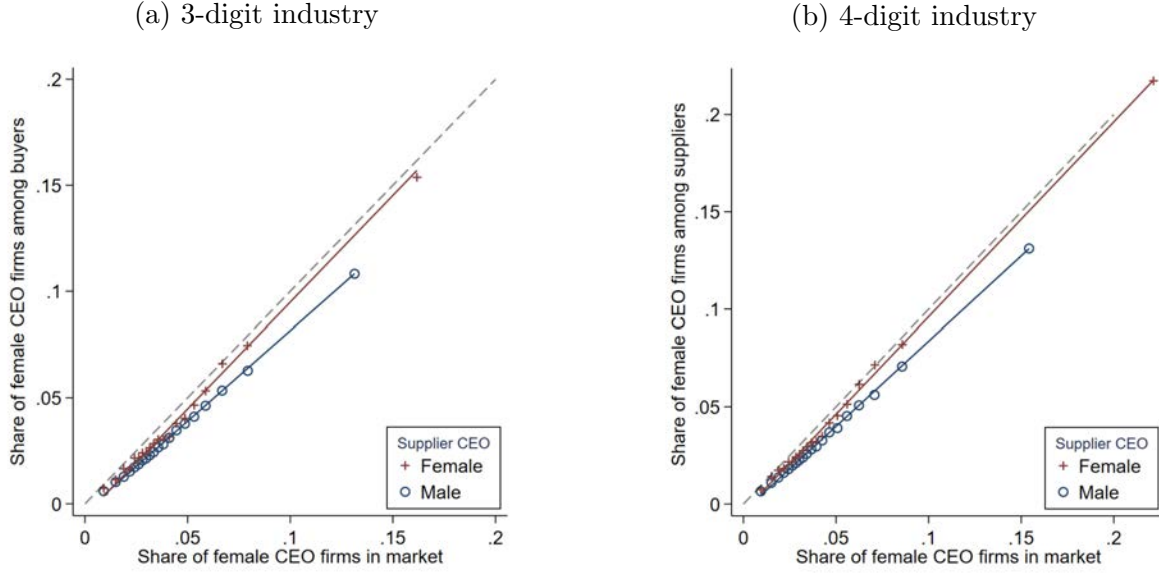 (a) 3-digit industry
Share of female CEO firms among buyers
.2
.15
.1
.05
0
0
.05
.1
.15
.2
Share of female CEO firms in market
Supplier CEO
Female
Male
(b) 4-digit industry
Share of female CEO firms among suppliers
.2
.15
.1
.05
0
0
.05
.1
.15
.2
Share of female CEO firms in market
Supplier CEO
Female
Male